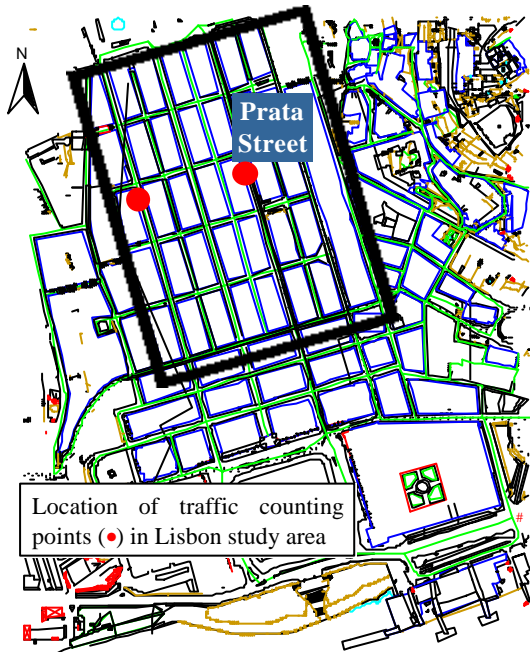 N
Prata
Street
Location of traffic counting
points (●) in Lisbon study area
#